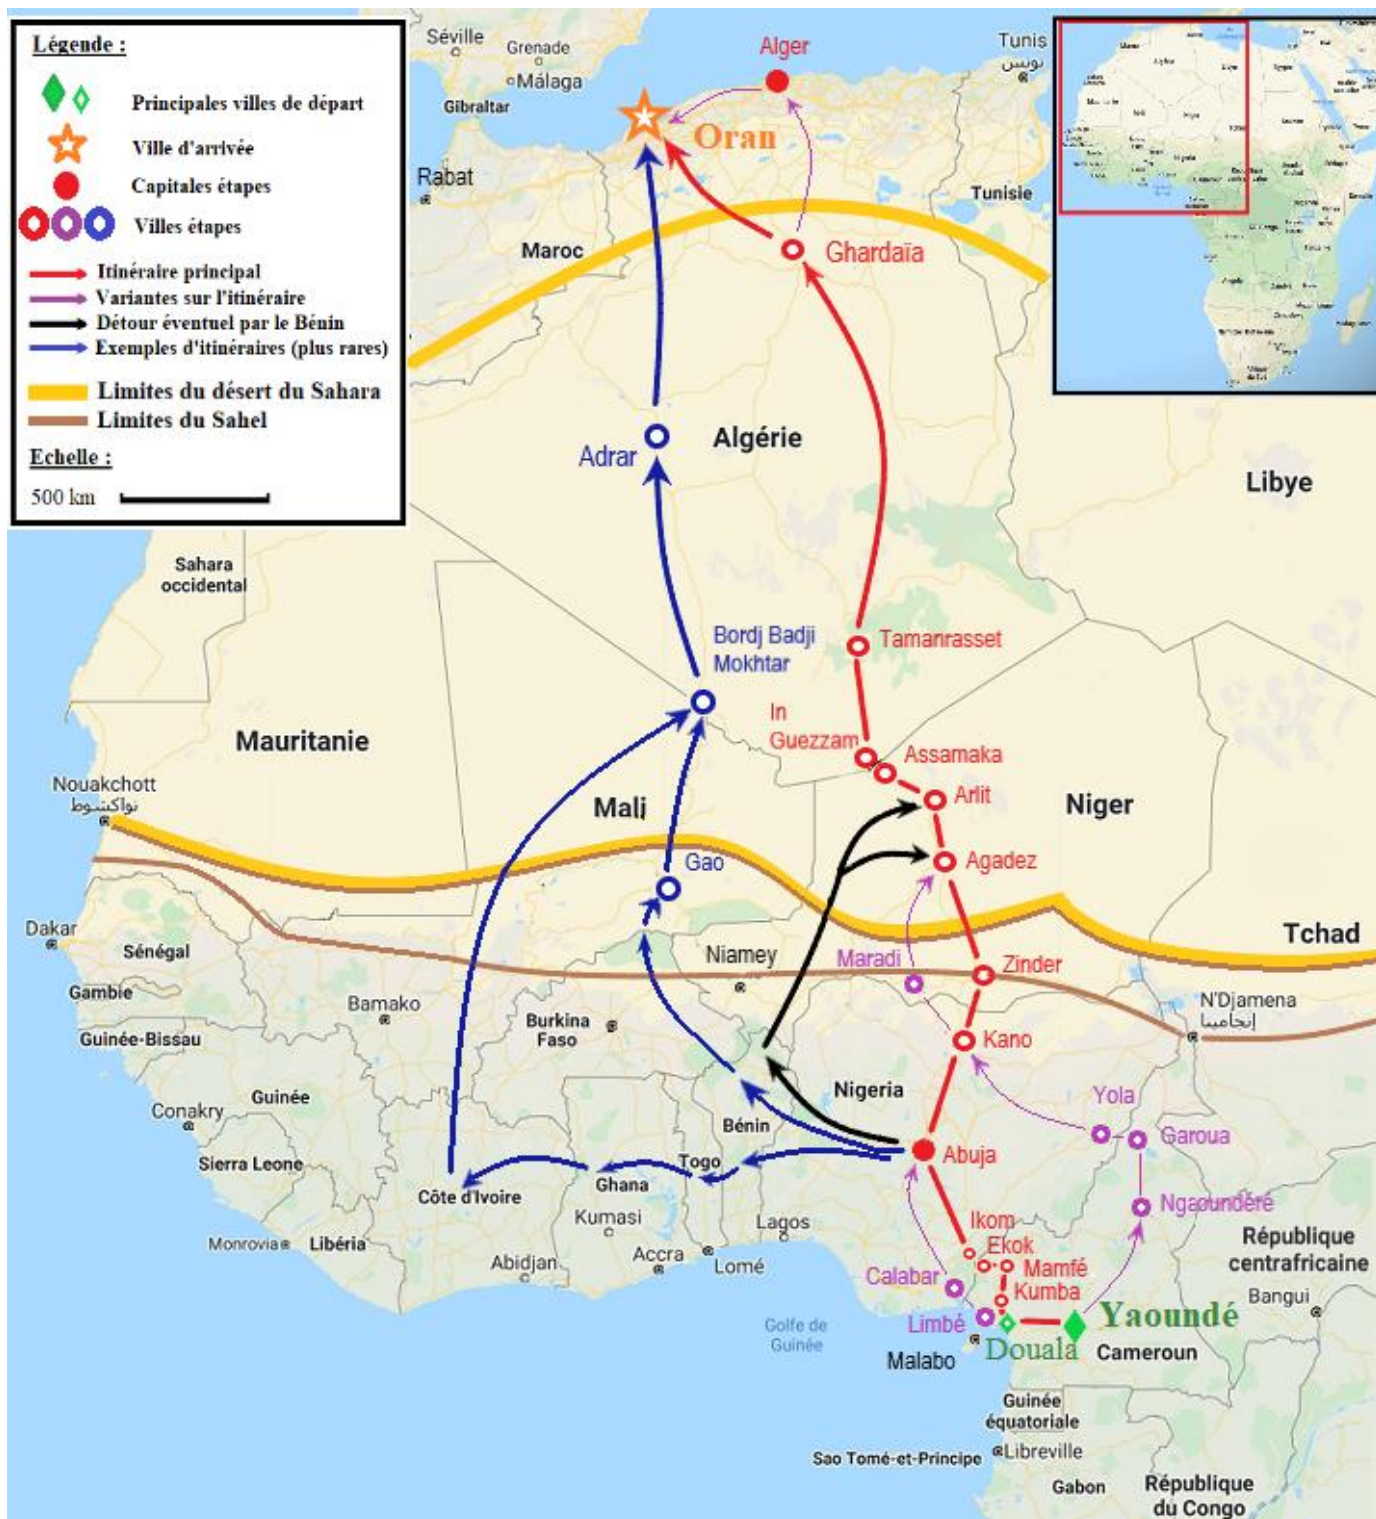 Légende :
Principales villes de départ
Ville d'arrivée
Capitales étapes
Villes étapes
Itinéraire principal
Variantes sur l'itinéraire
Détour éventuel par le Bénin
Exemples d'itinéraires (plus rares)
Limites du désert du Sahara
Limites du Sahel
Echelle :
500 km
Séville
Grenade
Málaga
Gibraltar
Alger
Tunis
تونس
Oran
Rabat
Tunisie
Maroc
Ghardaïa
Algérie
Adrar
Libye
Sahara
occidental
Bordj Badji
Mokhtar
Tamanrasset
In
Guezzam
Assamaka
Mauritanie
Arlit
Niger
Nouakchott
نواكشوط
Mali
Gao
Agadez
Dakar
Sénégal
Niamey
Maradi
Zinder
Tchad
Gambie
Bamako
N'Djamena
إنجامينا
Guinée-Bissau
Burkina
Faso
Kano
Guinée
Nigeria
Yola
Conakry
Bénin
Garoua
Sierra Leone
Togo
Abuja
Côte d'Ivoire
Ghana
Ngaoundéré
Kumasi
Lagos
Ikom
Monrovia
Libéria
Ekok
République
centrafricaine
Abidjan
Accra
Lomé
Calabar
Mamfé
Kumba
Bangui
Golfe de
Guinée
Limbé
Yaoundé
Douala
Malabo
Cameroun
Guinée
équatoriale
Sao Tomé-et-Principe
Libreville
Gabon
République
du Congo